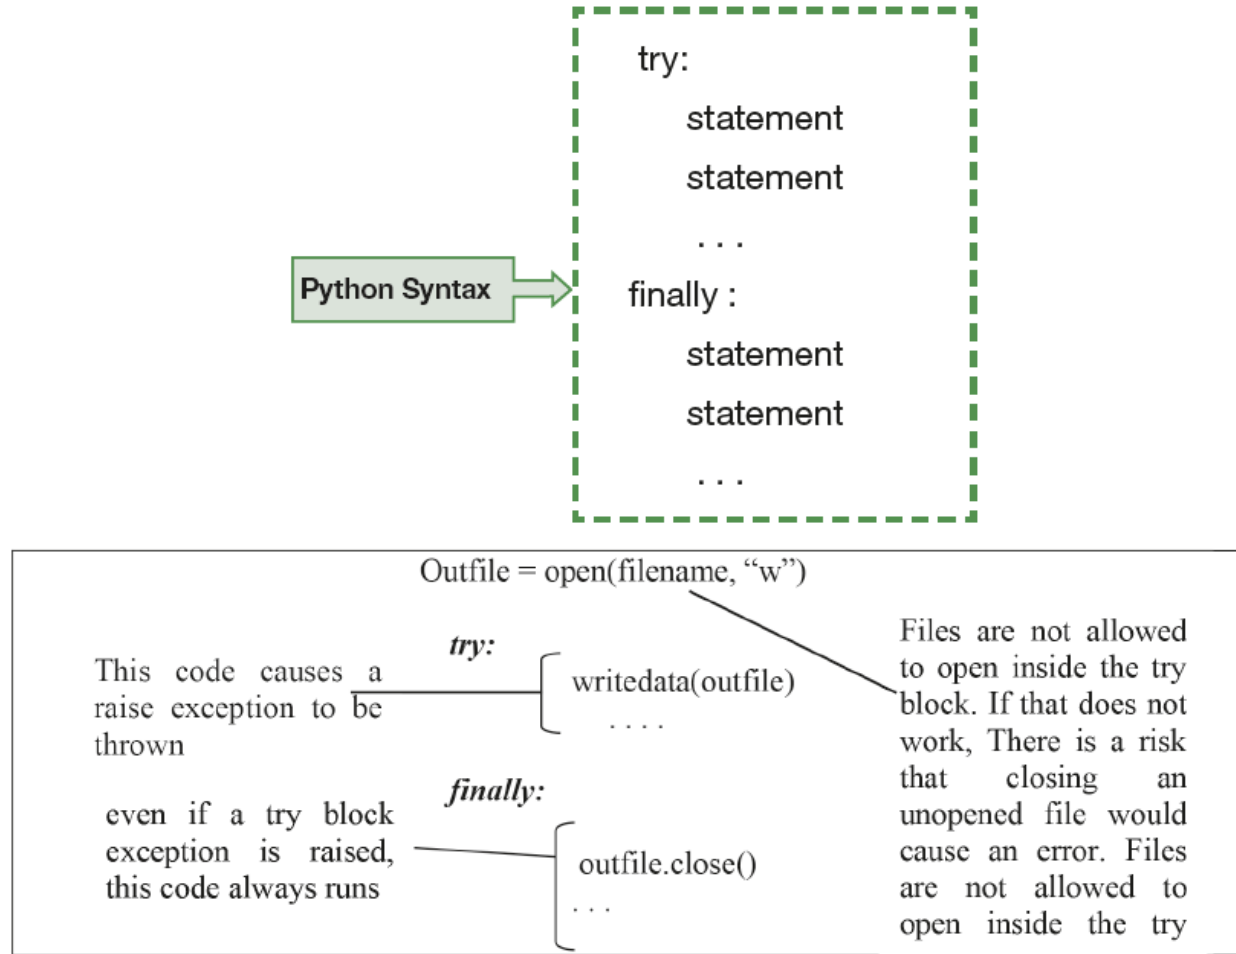 try:
statement
statement
. . .
Python Syntax
finally :
statement
statement
. . .
Outfile = open(filename, “w”)
try:
writedata(outfile)
. . . .
This code causes a
raise exception to be
thrown
finally:
outfile.close()
. . .
even if a try block
exception is raised,
this code always runs
Files are not allowed
to open inside the try
block. If that does not
work, There is a risk
that closing an
unopened file would
cause an error. Files
are not allowed to
open inside the try